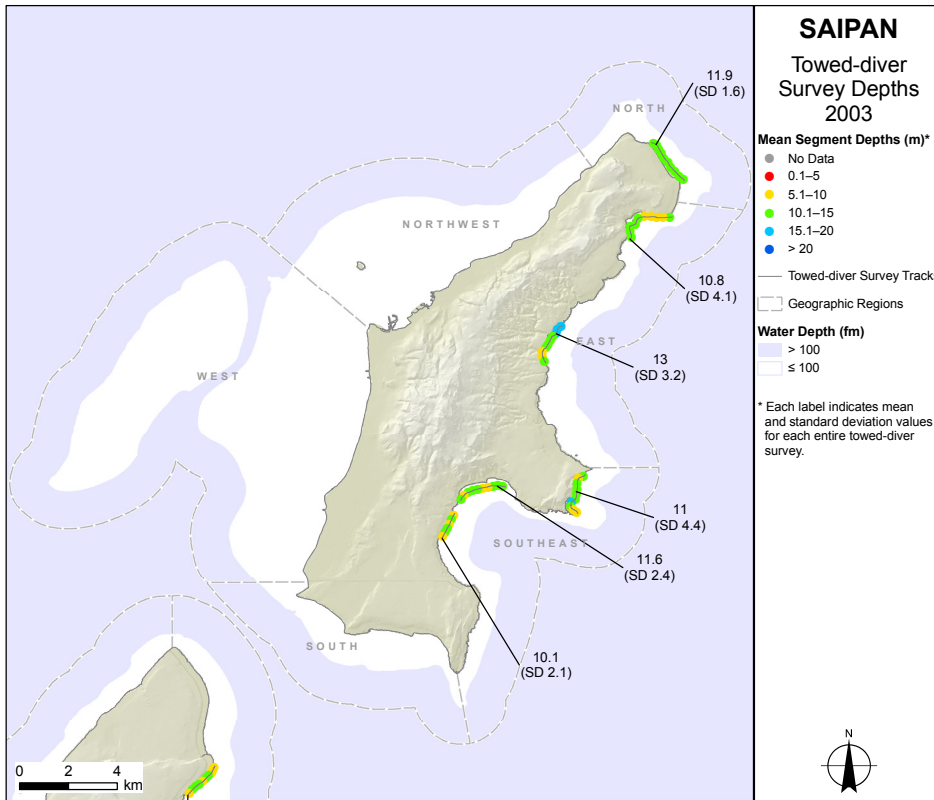 SAIPAN
Towed-diver
Survey Depths
2003
Mean Segment Depths (m)*
No Data
0.1–5
5.1–10
10.1–15
15.1–20
> 20
Towed-diver Survey Track
Geographic Regions
Water Depth (fm)
> 100
≤ 100
* Each label indicates mean
and standard deviation values
for each entire towed-diver
survey.
N
11.9
(SD 1.6)
NORTH
NORTHWEST
10.8
(SD 4.1)
EAST
13
(SD 3.2)
WEST
11
(SD 4.4)
SOUTHEAST
11.6
(SD 2.4)
SOUTH
10.1
(SD 2.1)
0 2 4
km